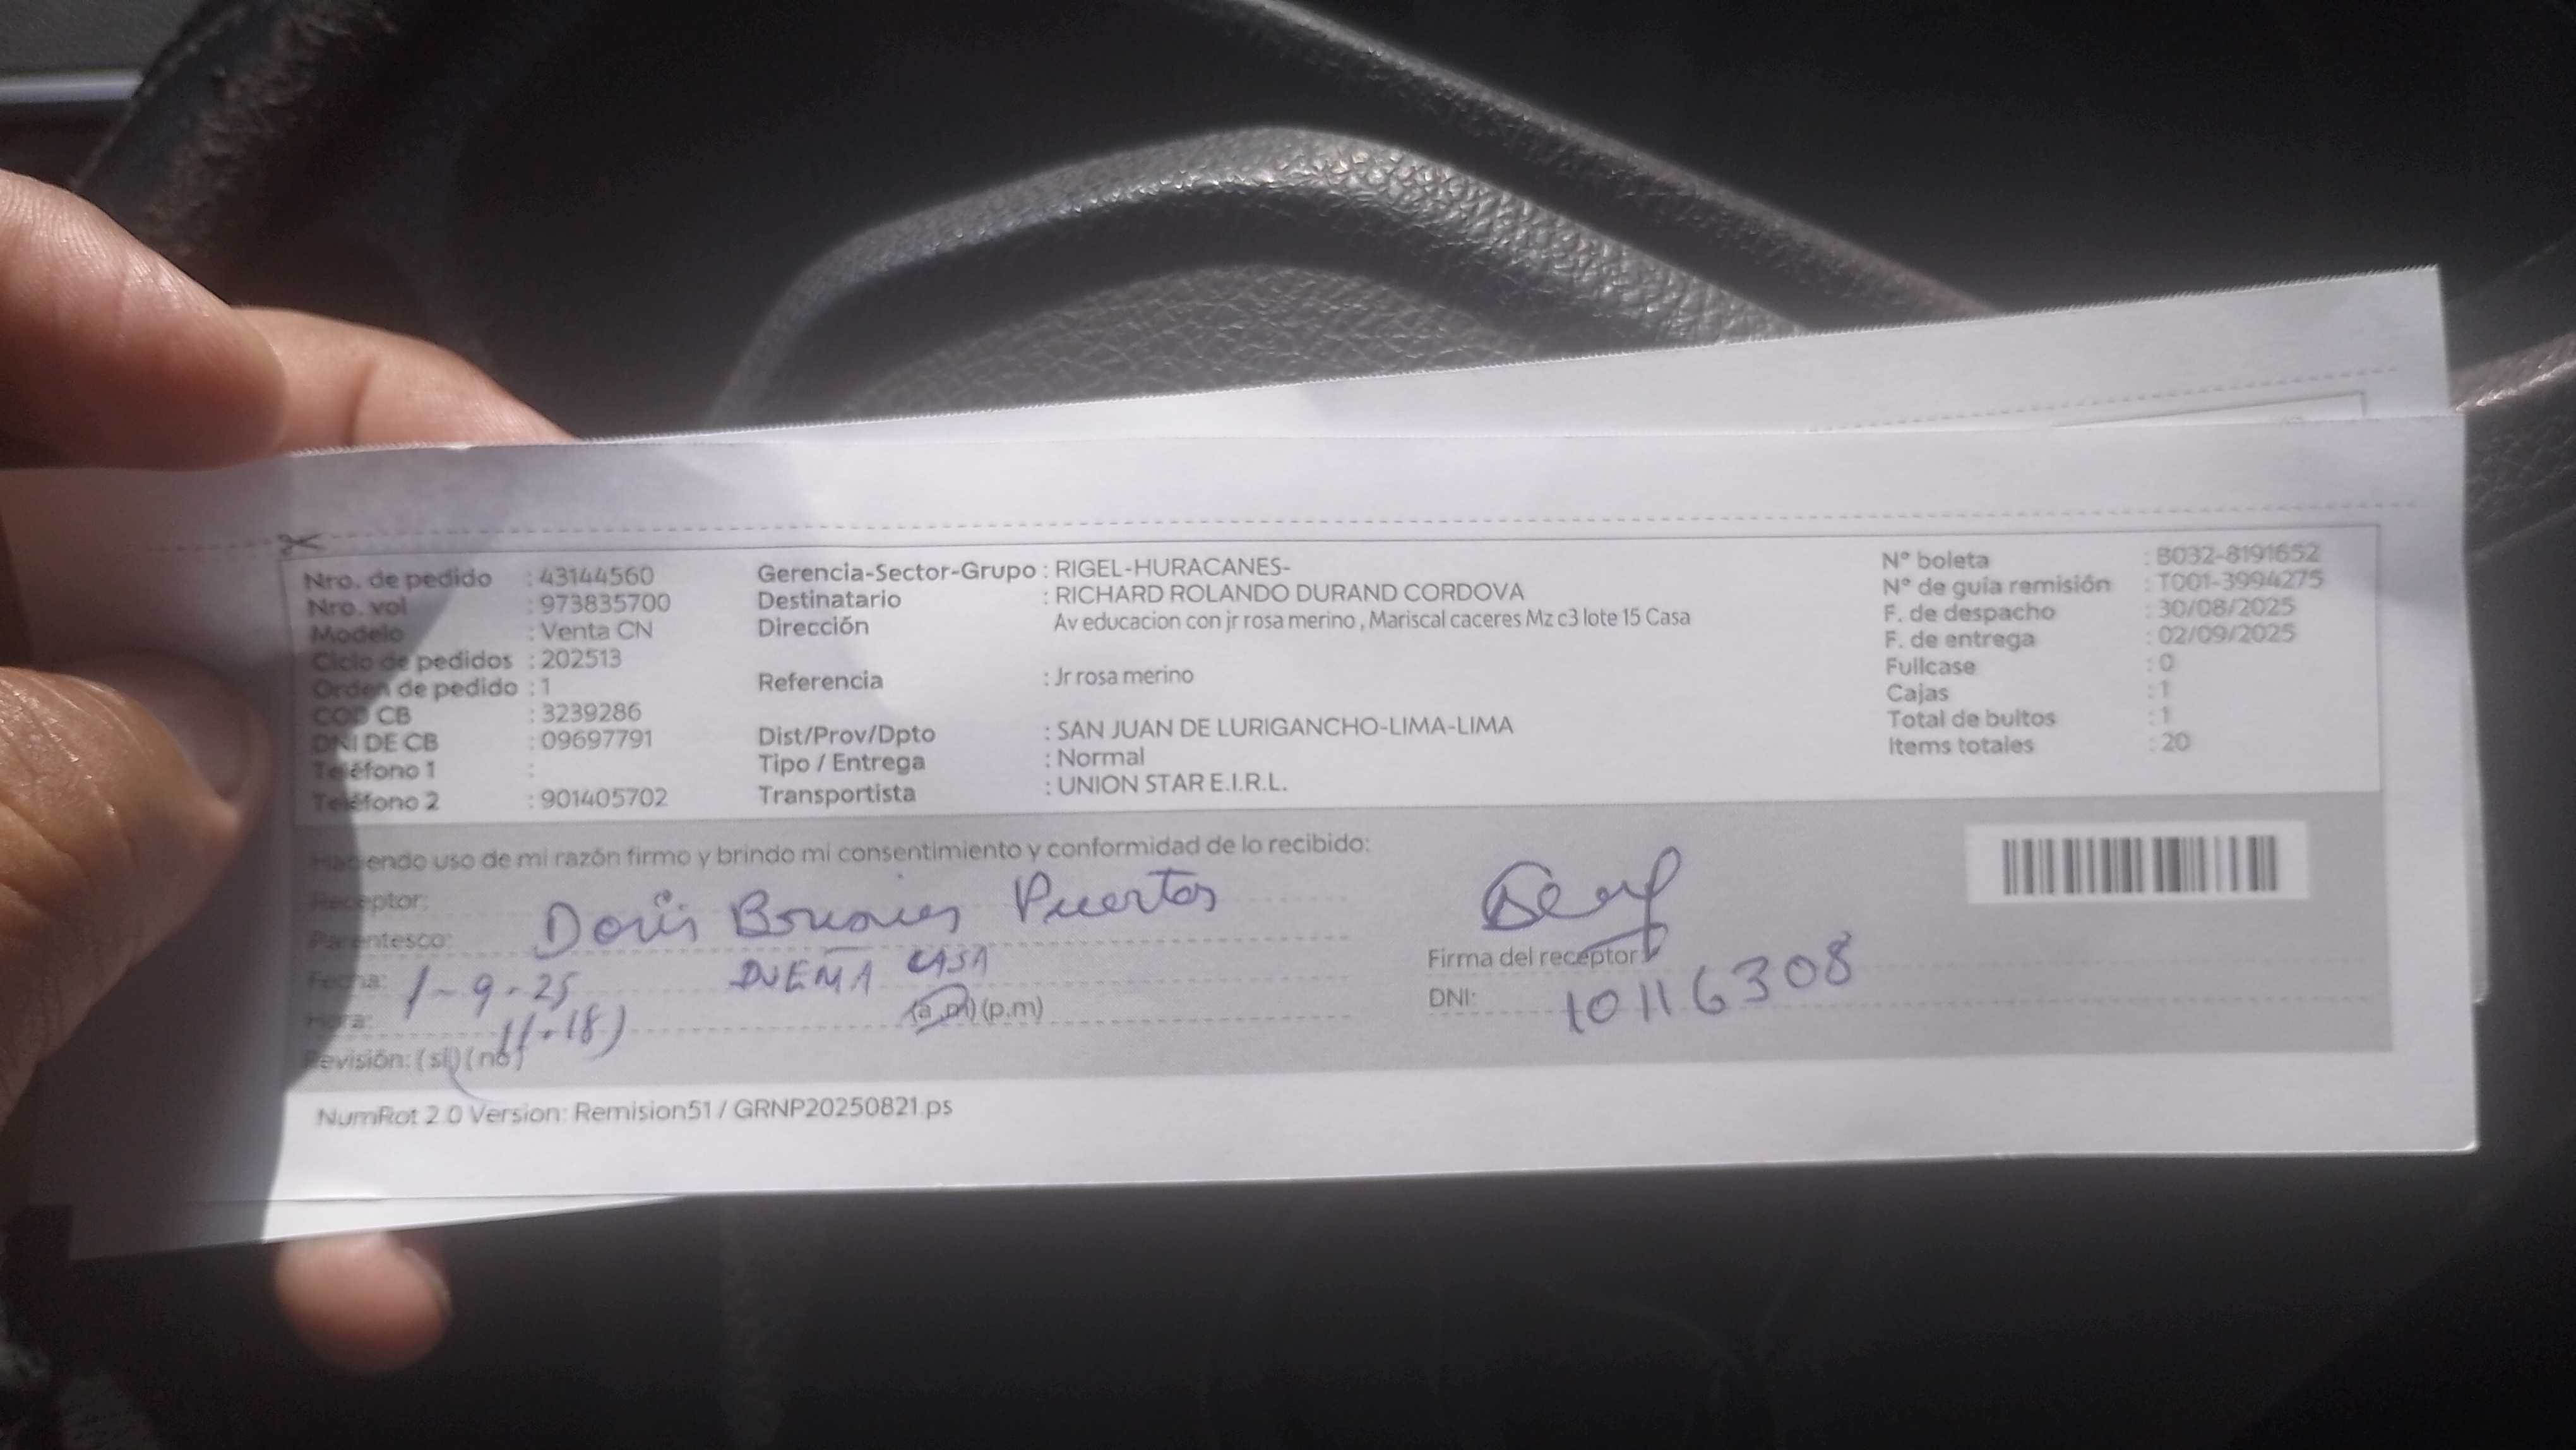 Nro. de pedido : 43144560
Nro. vol : 973835700
Modelo : Venta CN
Ciclo de pedidos : 202513
Orden de pedido : 1
COD CB : 3239286
DNI DE CB : 09697791
Teléfono 1 :
Teléfono 2 : 901405702
Gerencia-Sector-Grupo : RIGEL-HURACANES-
Destinatario : RICHARD ROLANDO DURAND CORDOVA
Dirección Av educacion con jr rosa merino , Mariscal caceres Mz c3 lote 15 Casa
Referencia : Jr rosa merino
Dist/Prov/Dpto : SAN JUAN DE LURIGANCHO-LIMA-LIMA
Tipo / Entrega : Normal
Transportista : UNION STAR E.I.R.L.
N° boleta : B032-8191652
N° de guía remisión : T001-3994275
F. de despacho : 30/08/2025
F. de entrega : 02/09/2025
Fullcase : 0
Cajas : 1
Total de bultos : 1
Items totales : 20
Haciendo uso de mi razón firmo y brindo mi consentimiento y conformidad de lo recibido:
Receptor: Doris Puertas
Parentesco: DUEÑA CASA
Fecha: 1-9-25
Hora: 11.18 (a.m) (p.m)
Revisión: (si) (no)
Firma del receptor
DNI: 10116308
NumRot 2.0 Version: Remision51 / GRNP20250821.ps